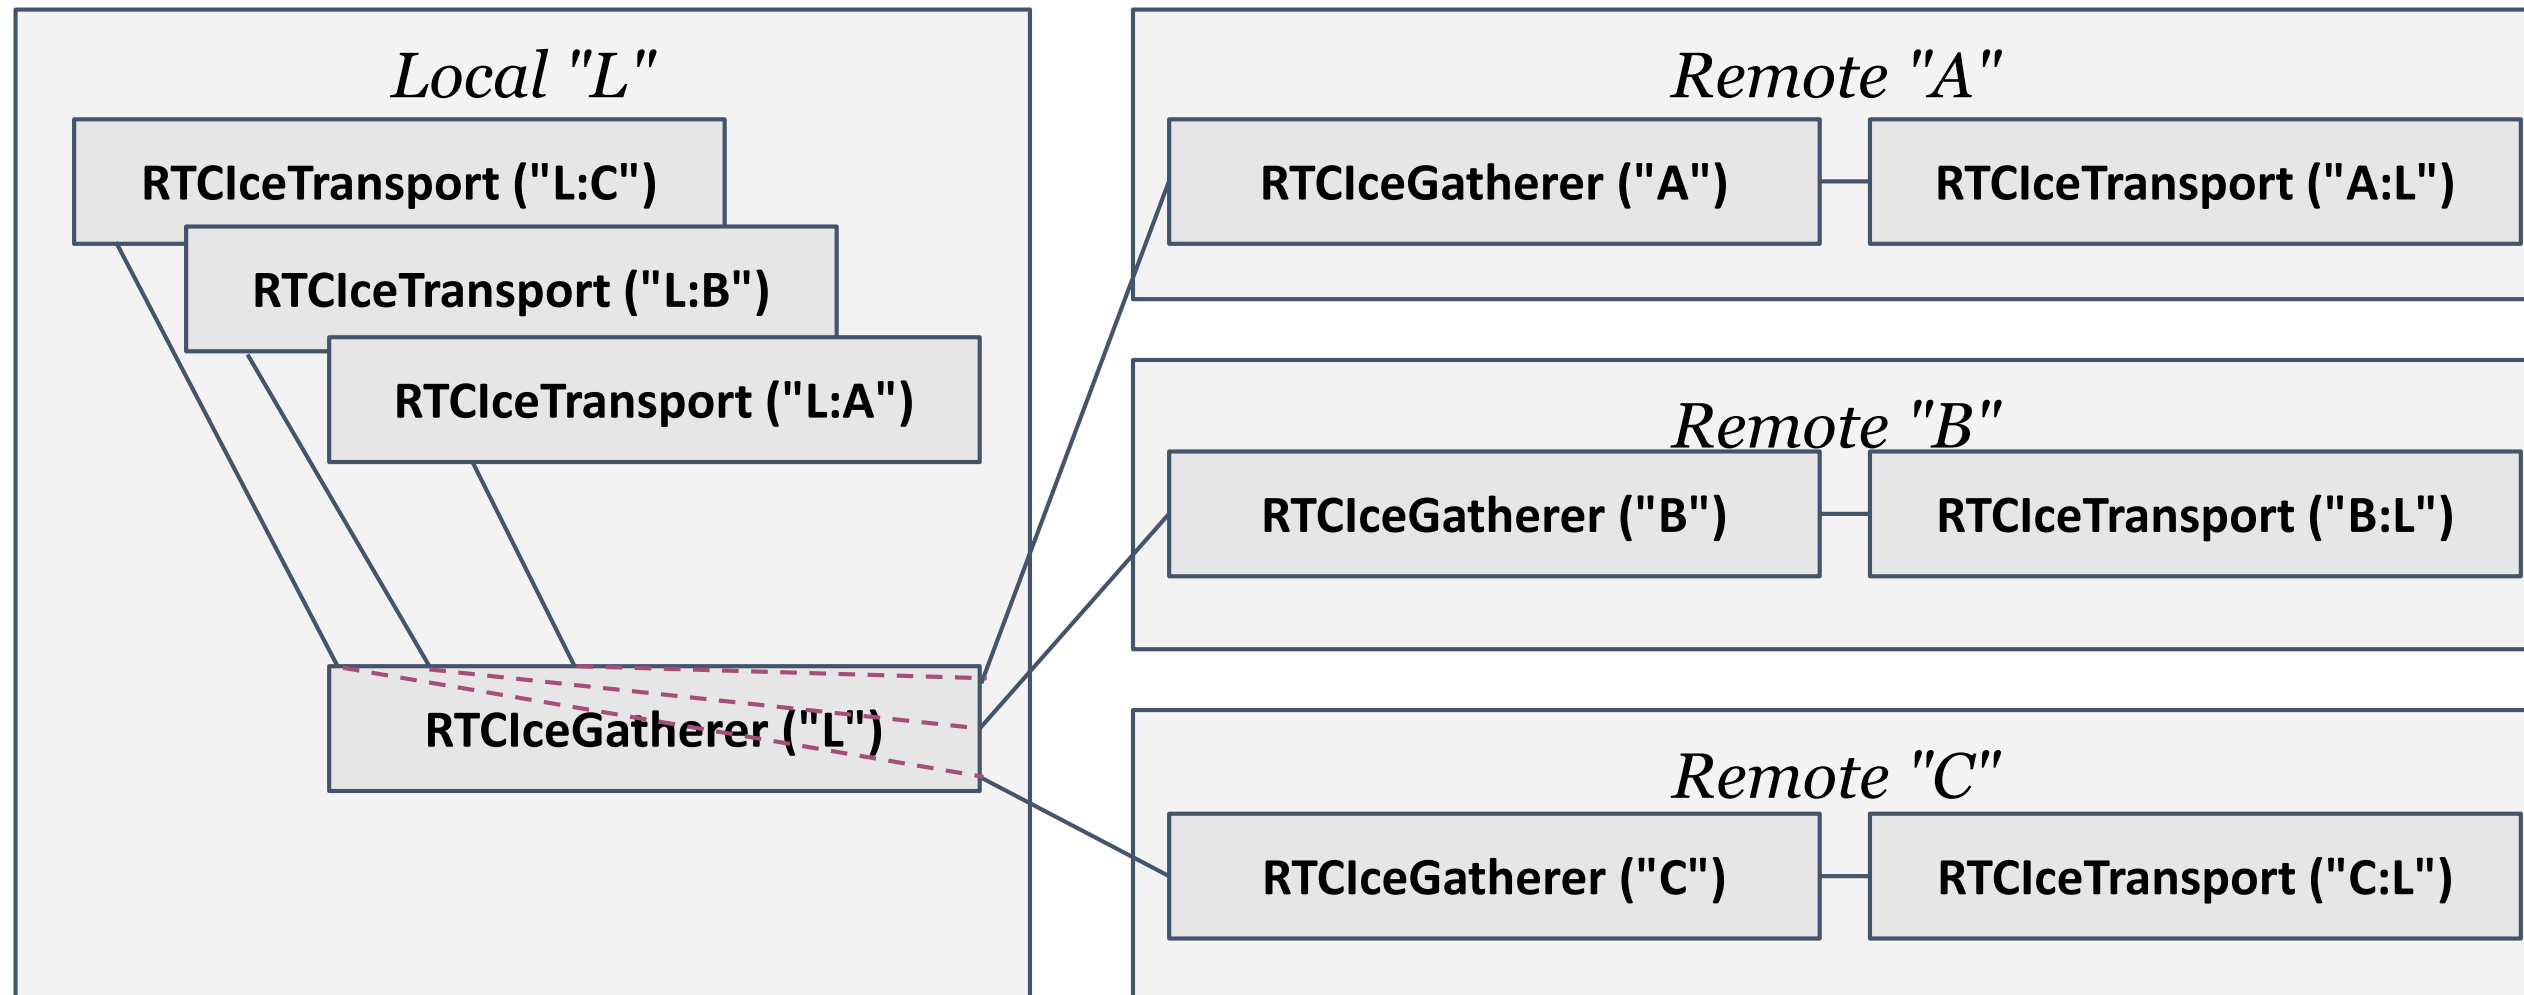 Local "L"
RTCIceTransport ("L:C")
RTCIceTransport ("L:B")
RTCIceTransport ("L:A")
RTCIceGatherer ("L")
Remote "A"
RTCIceGatherer ("A")
RTCIceTransport ("A:L")
Remote "B"
RTCIceGatherer ("B")
RTCIceTransport ("B:L")
Remote "C"
RTCIceGatherer ("C")
RTCIceTransport ("C:L")